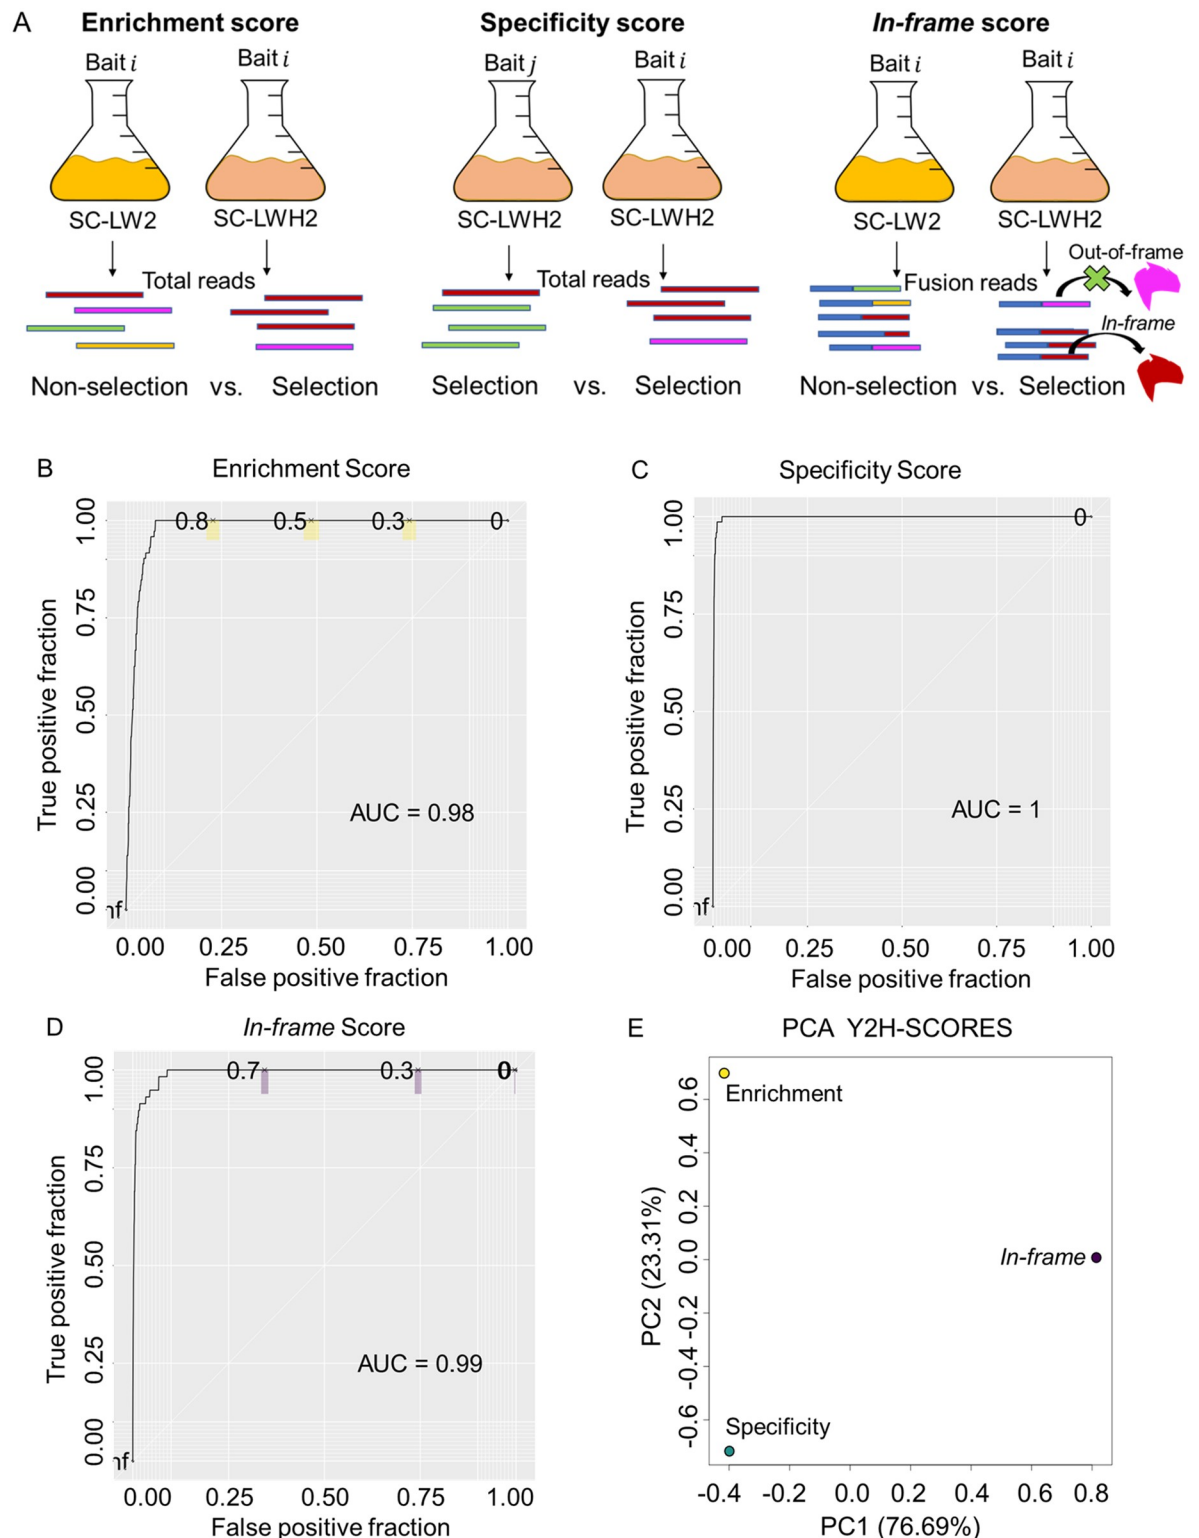 A
Enrichment score
Specificity score
In-frame score
Bait i
Bait i
Bait j
Bait i
Bait i
Bait i
SC-LW2
SC-LWH2
SC-LWH2
SC-LWH2
SC-LW2
SC-LWH2
Total reads
Total reads
Fusion reads
Out-of-frame
In-frame
Non-selection vs. Selection
Selection vs. Selection
Non-selection vs. Selection
B
Enrichment Score
True positive fraction
1.00
0.75
0.50
0.25
0.00
0.8
0.5
0.3
0
AUC = 0.98
nf
0.00 0.25 0.50 0.75 1.00
False positive fraction
C
Specificity Score
True positive fraction
1.00
0.75
0.50
0.25
0.00
0
AUC = 1
nf
0.00 0.25 0.50 0.75 1.00
False positive fraction
D
In-frame Score
True positive fraction
1.00
0.75
0.50
0.25
0.00
0.7
0.3
0
AUC = 0.99
nf
0.00 0.25 0.50 0.75 1.00
False positive fraction
E
PCA Y2H-SCORES
PC2 (23.31%)
0.6
0.4
0.2
0.0
-0.2
-0.4
-0.6
Enrichment
In-frame
Specificity
-0.4 -0.2 0.0 0.2 0.4 0.6 0.8
PC1 (76.69%)